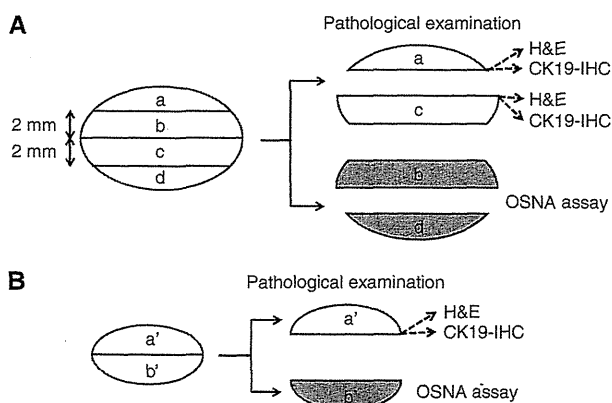 A
Pathological examination
a
H&E
CK19-IHC
a
b
c
d
2 mm
2 mm
c
H&E
CK19-IHC
b
OSNA assay
d
B
Pathological examination
a'
H&E
CK19-IHC
a'
b'
b'
OSNA assay